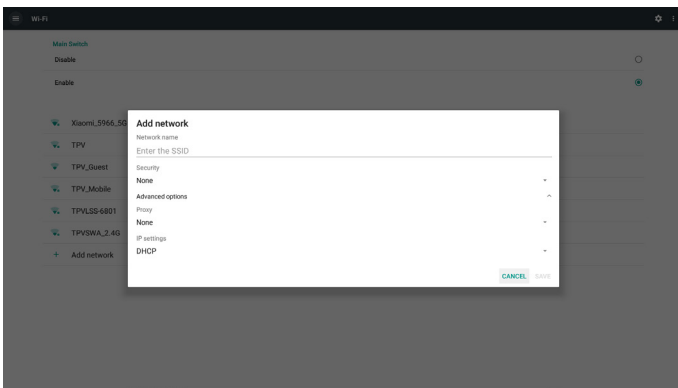 Wi-Fi
Main Switch
Disable
Enable
Xiaomi_5966_5G
TPV
TPV_Guest
TPV_Mobile
TPVLSS-6801
TPVSWA_2.4G
Add network
Add network
Network name
Enter the SSID
Security
None
Advanced options
Proxy
None
IP settings
DHCP
CANCEL SAVE